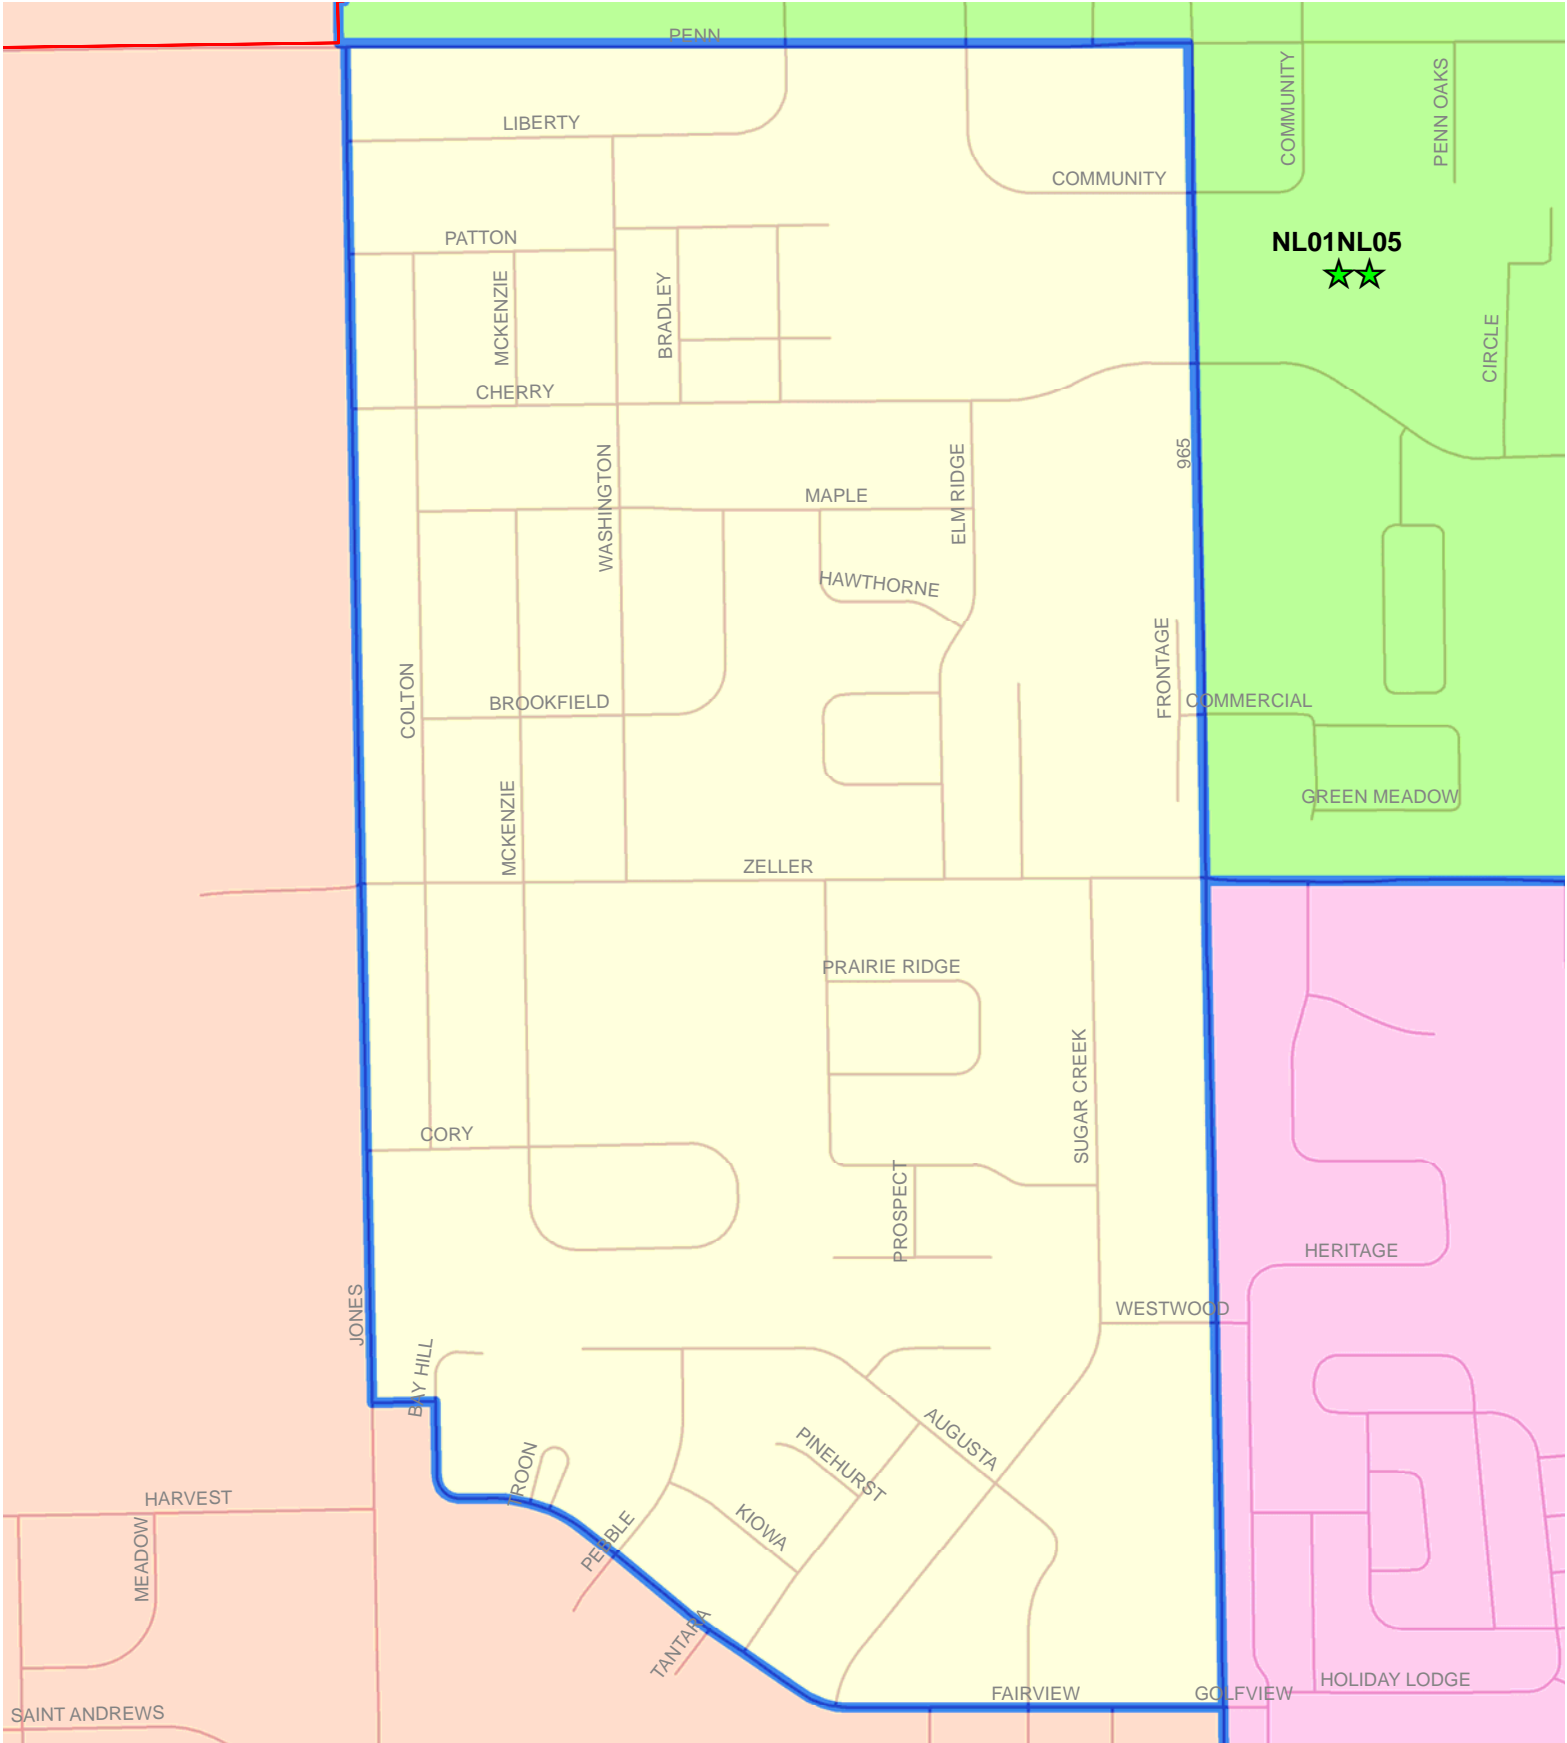 PENN
LIBERTY
COMMUNITY
COMMUNITY
PENN OAKS
PATTON
NL01NL05
MCKENZIE
BRADLEY
CIRCLE
CHERRY
WASHINGTON
ELM RIDGE
965
MAPLE
HAWTHORNE
COLTON
BROOKFIELD
FRONTAGE
COMMERCIAL
MCKENZIE
GREEN MEADOW
ZELLER
PRAIRIE RIDGE
SUGAR CREEK
CORY
PROSPECT
HERITAGE
JONES
WESTWOOD
BAY HILL
AUGUSTA
PINEHURST
TROON
HARVEST
MEADOW
PEBBLE
KIOWA
TANTARA
FAIRVIEW
GOLFVIEW
HOLIDAY LODGE
SAINT ANDREWS